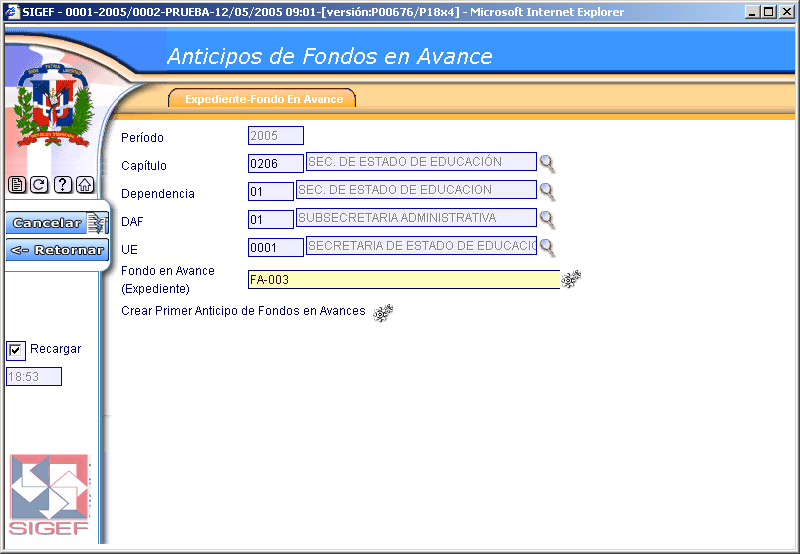 SIGEF - 0001-2005/0002-PRUEBA-12/05/2005 09:01-[versión:P00676/P18x4] - Microsoft Internet Explorer
Anticipos de Fondos en Avance
Expediente-Fondo En Avance
Período 2005
Capítulo 0206 SEC. DE ESTADO DE EDUCACIÓN
Dependencia 01 SEC. DE ESTADO DE EDUCACION
DAF 01 SUBSECRETARIA ADMINISTRATIVA
UE 0001 SECRETARIA DE ESTADO DE EDUCACIO
Fondo en Avance
(Expediente) FA-003
Crear Primer Anticipo de Fondos en Avances
Cancelar
<- Retornar
Recargar
18:53
SIGEF